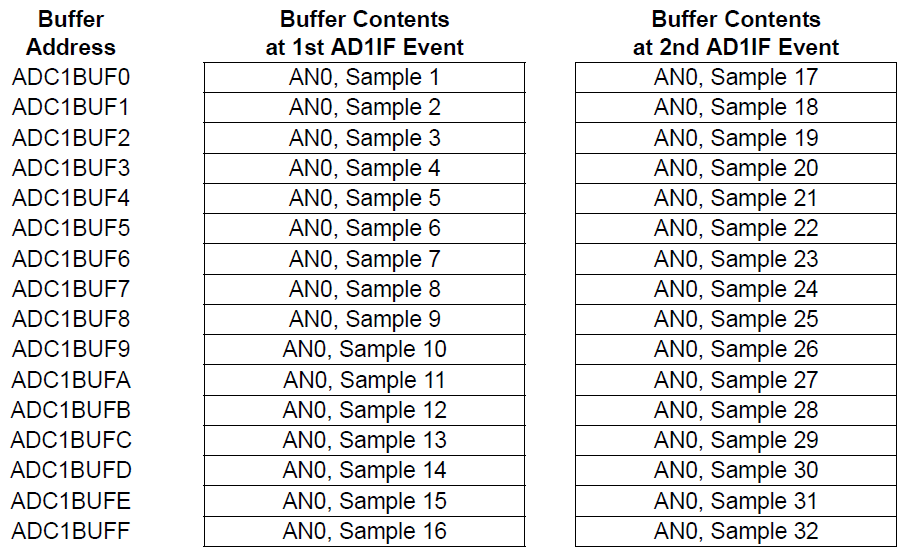 Buffer Address Buffer Contents at 1st AD1IF Event Buffer Contents at 2nd AD1IF Event
ADC1BUF0 AN0, Sample 1 AN0, Sample 17
ADC1BUF1 AN0, Sample 2 AN0, Sample 18
ADC1BUF2 AN0, Sample 3 AN0, Sample 19
ADC1BUF3 AN0, Sample 4 AN0, Sample 20
ADC1BUF4 AN0, Sample 5 AN0, Sample 21
ADC1BUF5 AN0, Sample 6 AN0, Sample 22
ADC1BUF6 AN0, Sample 7 AN0, Sample 23
ADC1BUF7 AN0, Sample 8 AN0, Sample 24
ADC1BUF8 AN0, Sample 9 AN0, Sample 25
ADC1BUF9 AN0, Sample 10 AN0, Sample 26
ADC1BUFA AN0, Sample 11 AN0, Sample 27
ADC1BUFB AN0, Sample 12 AN0, Sample 28
ADC1BUFC AN0, Sample 13 AN0, Sample 29
ADC1BUFD AN0, Sample 14 AN0, Sample 30
ADC1BUFE AN0, Sample 15 AN0, Sample 31
ADC1BUFF AN0, Sample 16 AN0, Sample 32